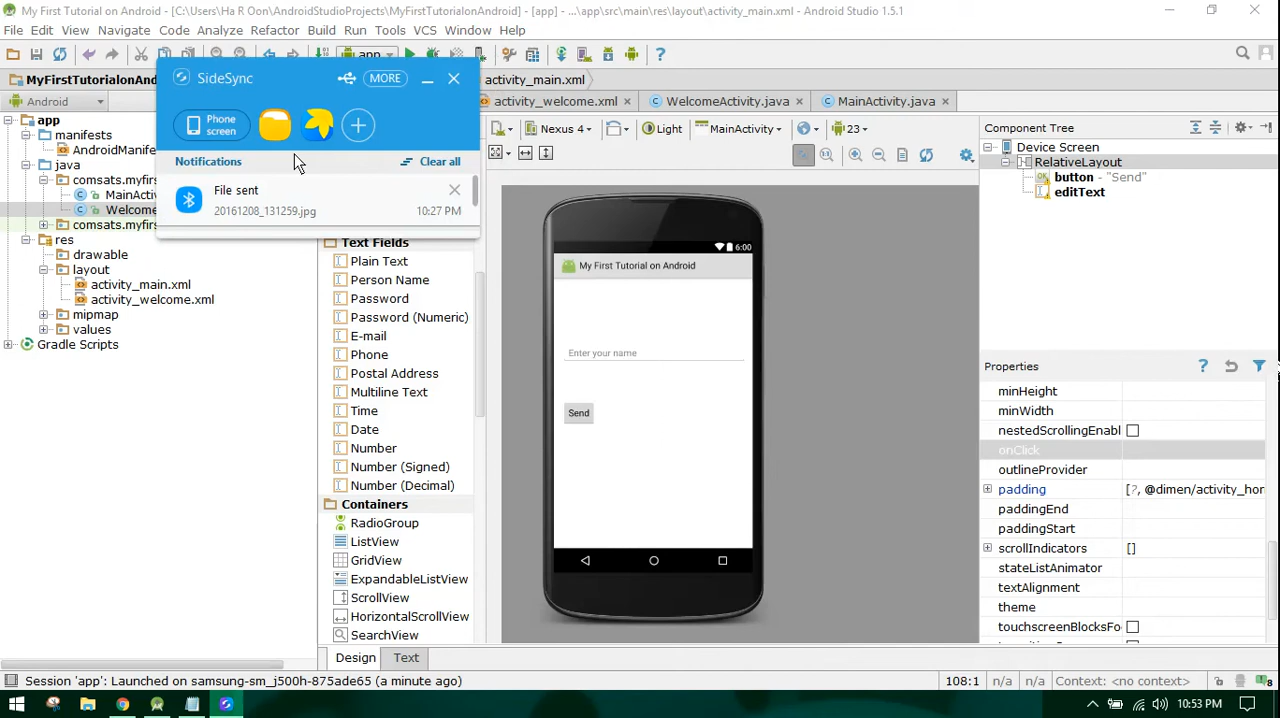 My First Tutorial on Android - [C:\Users\Ha R Oon\AndroidStudioProjects\MyFirstTutorialonAndroid] - [app] - ...\app\src\main\res\layout\activity_main.xml - Android Studio 1.5.1
File Edit View Navigate Code Analyze Refactor Build Run Tools VCS Window Help
app
MyFirstTutorialonAnd
activity_main.xml
Android
activity_welcome.xml
WelcomeActivity.java
MainActivity.java
SideSync
MORE
Phone screen
Notifications
Clear all
File sent
20161208_131259.jpg
10:27 PM
app
manifests
AndroidManife
java
comsats.myfirs
MainActiv
Welcome
comsats.myfirs
res
drawable
layout
activity_main.xml
activity_welcome.xml
mipmap
values
Gradle Scripts
Text Fields
Plain Text
Person Name
Password
Password (Numeric)
E-mail
Phone
Postal Address
Multiline Text
Time
Date
Number
Number (Signed)
Number (Decimal)
Containers
RadioGroup
ListView
GridView
ExpandableListView
ScrollView
HorizontalScrollView
SearchView
Design
Text
Nexus 4
Light
MainActivity
23
6:00
My First Tutorial on Android
Enter your name
Send
Component Tree
Device Screen
RelativeLayout
button - "Send"
editText
Properties
minHeight
minWidth
nestedScrollingEnabl
onClick
outlineProvider
padding [?, @dimen/activity_hor
paddingEnd
paddingStart
scrollIndicators []
stateListAnimator
textAlignment
theme
touchscreenBlocksFo
Session 'app': Launched on samsung-sm_j500h-875ade65 (a minute ago)
108:1 n/a n/a Context: <no context>
10:53 PM